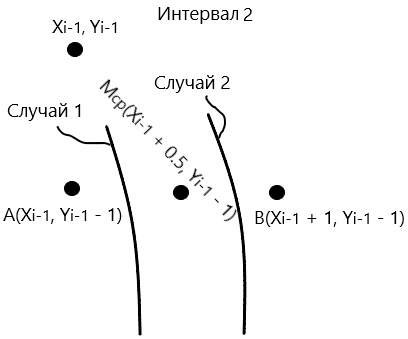 Интервал 2
Xi-1, Yi-1
Случай 2
Случай 1
Mср(Xi-1 + 0.5, Yi-1 - 1)
A(Xi-1, Yi-1 - 1)
B(Xi-1 + 1, Yi-1 - 1)